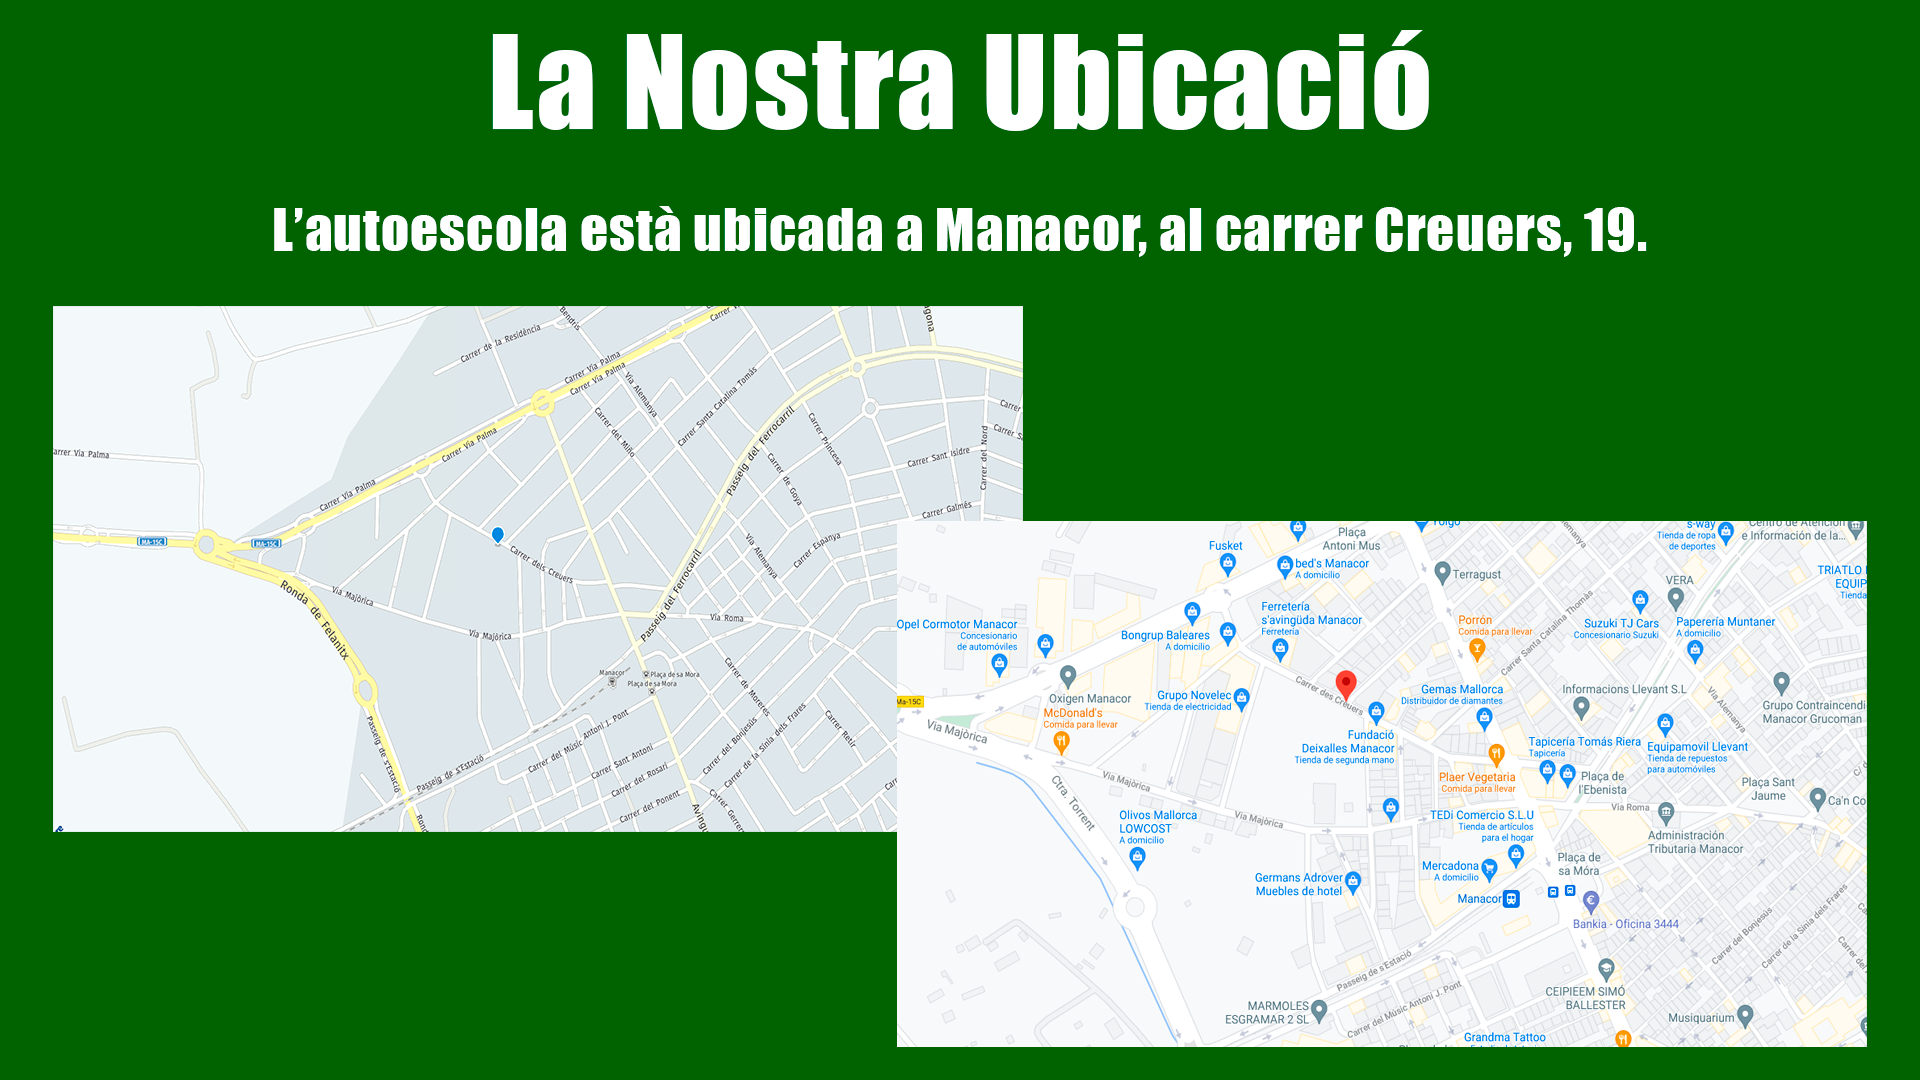 La Nostra Ubicació
L’autoescola està ubicada a Manacor, al carrer Creuers, 19.
Bendris
Carrer de la Residència
Carrer Via Palma
Carrer Via Palma
Via Alemanya
Carrer del Miño
Carrer Santa Catalina Tomás
Passeig del Ferrocarril
Carrer Princesa
Carrer de Goya
Carrer Sant Isidre
Carrer del Nord
Carrer Galmés
Carrer Espanya
Via Alemanya
Carrer Via Palma
Carrer Via Palma
arrer Via Palma
MA-15C
MA-15C
Carrer dels Creuers
Ronda de Felanitx
Via Majòrica
Via Majòrica
Passeig del Ferrocarril
Via Roma
Manacor
Plaça de sa Mora
Plaça de sa Mora
Carrer de Moreres
Carrer del Bonjesús
Carrer de la Sinia dels Frares
Carrer Retir
Carrer del Músic Antoni J. Pont
Carrer Sant Antoni
Carrer del Rosari
Carrer del Ponent
Passeig de s'Estació
Passeig de s'Estació
Plaça
Antoni Mus
Yolgo
s-way
Tienda de ropa
de deportes
Centro de Atención
e Información de la...
Fusket
bed's Manacor
A domicilio
Terragust
VERA
TRIATLO
EQUIP
Tienda
Ferretería
s'avingüda Manacor
Ferretería
Porrón
Comida para llevar
Carrer Santa Catalina Thomàs
Suzuki TJ Cars
Concesionario Suzuki
Papereria Muntaner
A domicilio
Opel Cormotor Manacor
Concesionario
de automóviles
Bongrup Baleares
A domicilio
Oxigen Manacor
McDonald's
Comida para llevar
Grupo Novelec
Tienda de electricidad
Carrer des Creuers
Gemas Mallorca
Distribuidor de diamantes
Informacions Llevant S.L
Via Alemany
Grupo Contraincendi
Manacor Grucoman
Ma-15C
Via Majòrica
Fundació
Deixalles Manacor
Tienda de segunda mano
Tapicería Tomás Riera
Tapicería
Equipamovil Llevant
Tienda de repuestos
para automóviles
Plaer Vegetaria
Comida para llevar
Plaça de
l'Ebenista
Plaça Sant
Jaume
Ca'n Co
Ctra. Torrent
Via Majòrica
Via Majòrica
Via Roma
Olivos Mallorca
LOWCOST
A domicilio
TEDi Comercio S.L.U
Tienda de artículos
para el hogar
Administración
Tributaria Manacor
Mercadona
A domicilio
Plaça de
sa Móra
Germans Adrover
Muebles de hotel
Manacor
Bankia - Oficina 3444
Carrer del Bonjesús
Carrer de la Sinia dels Frares
Passeig de s'Estació
CEIPIEEM SIMÓ
BALLESTER
MARMOLES
ESGRAMAR 2 SL
Carrer del Músic Antoni J. Pont
Musiquarium
Grandma Tattoo